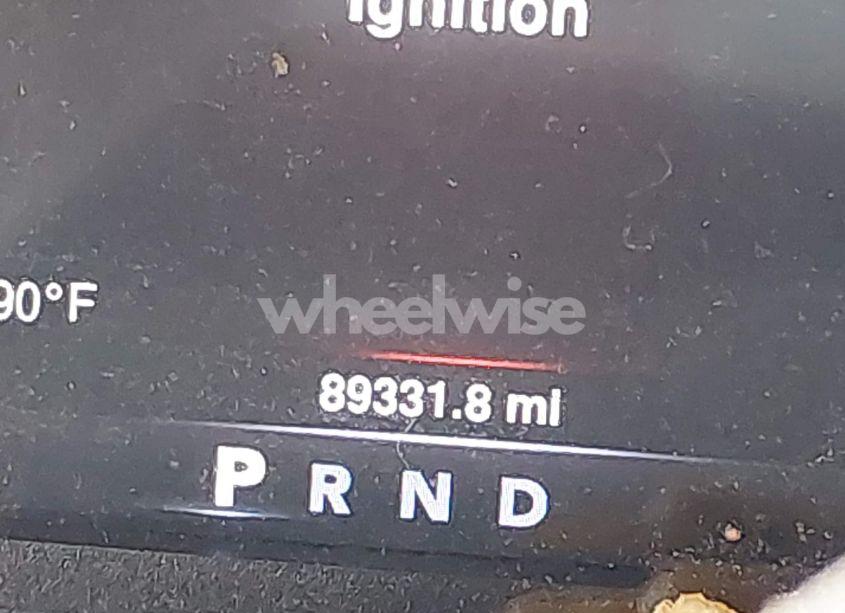 Ignition
90°F
wheelwise
89331.8 mi
P R N D